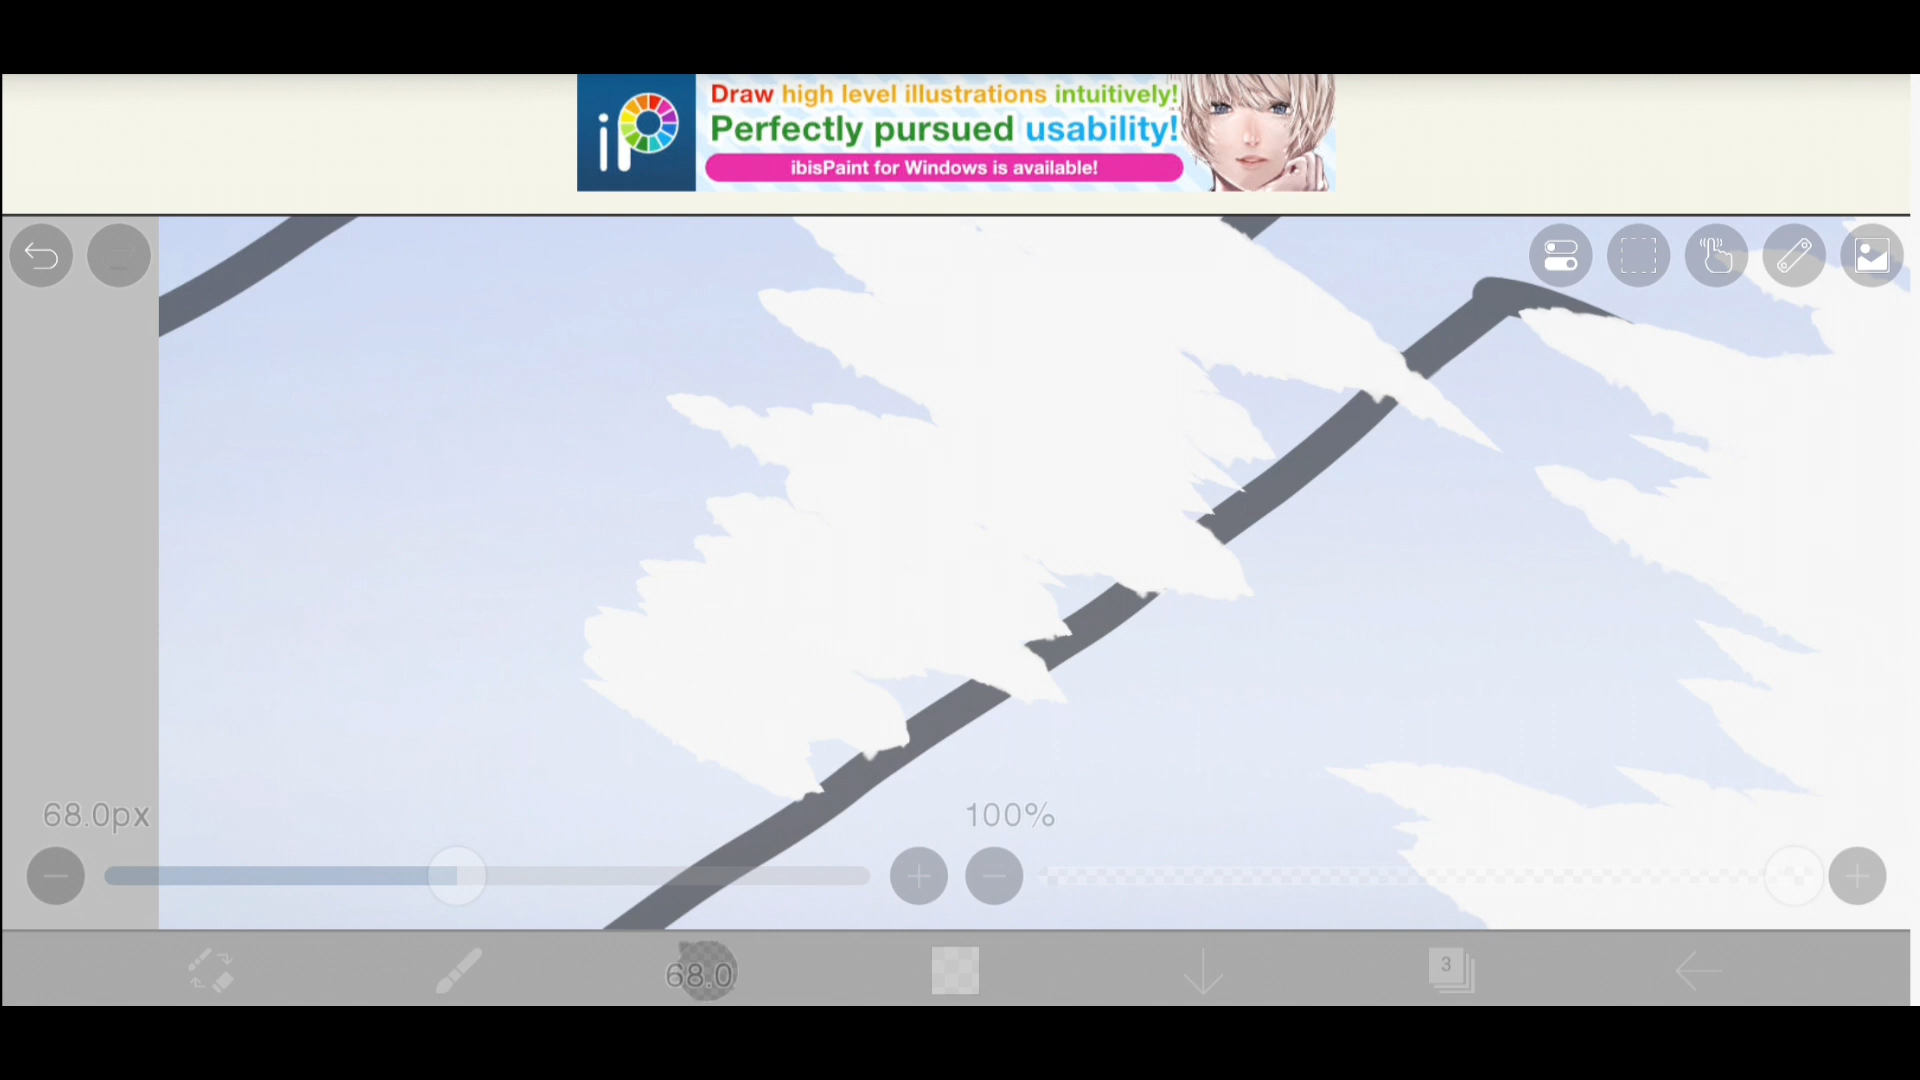 iP
Draw high level illustrations intuitively!
Perfectly pursued usability!
ibisPaint for Windows is available!
68.0px
100%
68.0
3